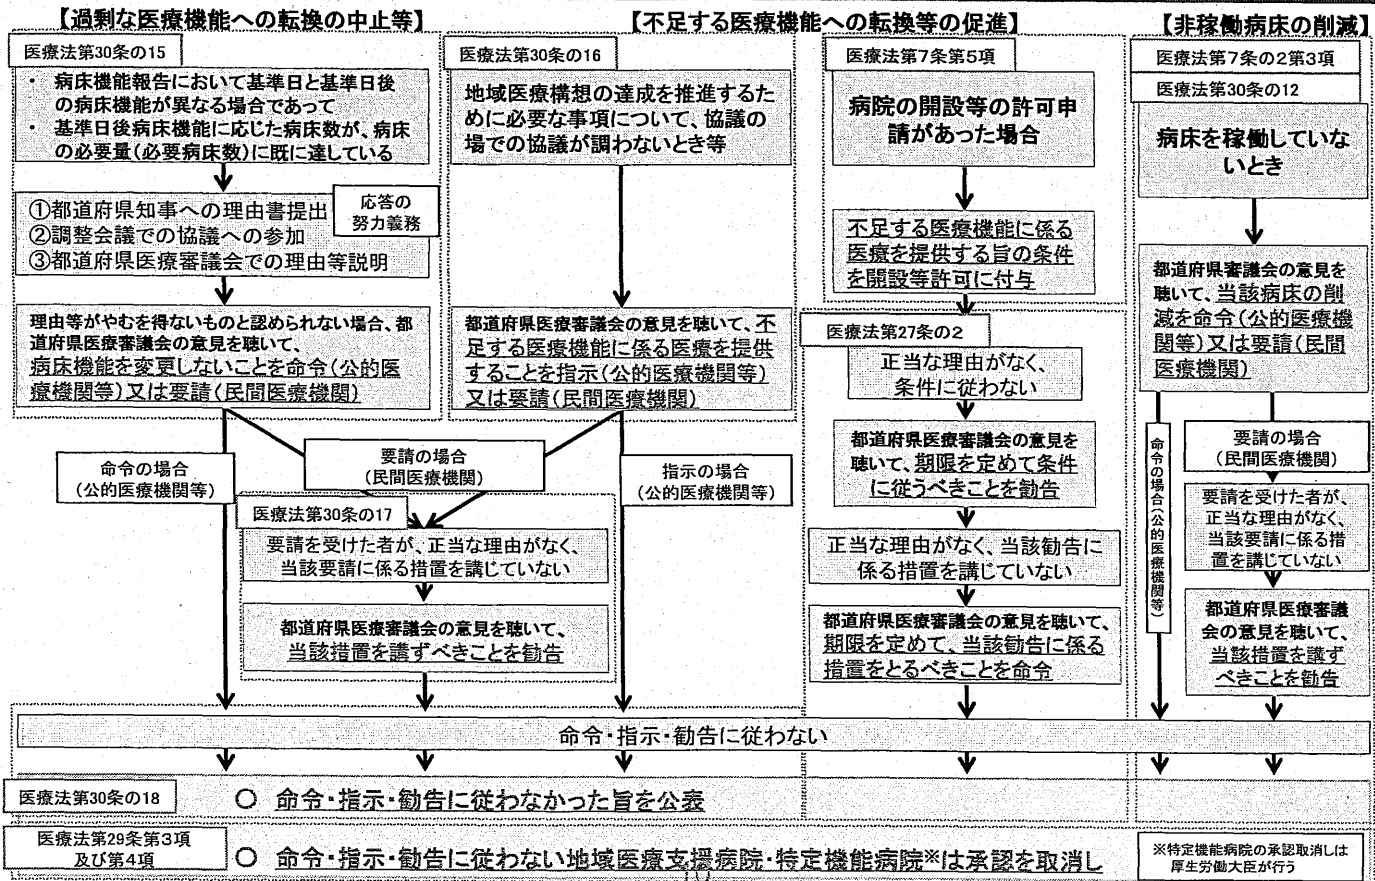 【過剰な医療機能への転換の中止等】
【不足する医療機能への転換等の促進】
【非稼働病床の削減】
医療法第30条の15
・ 病床機能報告において基準日と基準日後
の病床機能が異なる場合であって
・ 基準日後病床機能に応じた病床数が、病床
の必要量(必要病床数)に既に達している
①都道府県知事への理由書提出
②調整会議での協議への参加
③都道府県医療審議会での理由等説明
応答の
努力義務
理由等がやむを得ないものと認められない場合、都
道府県医療審議会の意見を聴いて、
病床機能を変更しないことを命令(公的医
療機関等)又は要請(民間医療機関)
医療法第30条の16
地域医療構想の達成を推進するた
めに必要な事項について、協議の
場での協議が調わないとき等
都道府県医療審議会の意見を聴いて、不
足する医療機能に係る医療を提供
することを指示(公的医療機関等)
又は要請(民間医療機関)
命令の場合
(公的医療機関等)
要請の場合
(民間医療機関)
指示の場合
(公的医療機関等)
医療法第30条の17
要請を受けた者が、正当な理由がなく、
当該要請に係る措置を講じていない
都道府県医療審議会の意見を聴いて、
当該措置を講ずべきことを勧告
医療法第7条第5項
病院の開設等の許可申
請があった場合
不足する医療機能に係る
医療を提供する旨の条件
を開設等許可に付与
医療法第27条の2
正当な理由がなく、
条件に従わない
都道府県医療審議会の意見を
聴いて、期限を定めて条件
に従うべきことを勧告
正当な理由がなく、当該勧告に
係る措置を講じていない
都道府県医療審議会の意見を聴いて、
期限を定めて、当該勧告に係る
措置をとるべきことを命令
医療法第7条の2第3項
医療法第30条の12
病床を稼働していな
いとき
都道府県審議会の意見を
聴いて、当該病床の削
減を命令(公的医療機
関等)又は要請(民間
医療機関)
命令の場合(公的医療機関等)
要請の場合
(民間医療機関)
要請を受けた者が、
正当な理由がなく、
当該要請に係る措
置を講じていない
都道府県医療審議
会の意見を聴いて、
当該措置を講ず
べきことを勧告
命令・指示・勧告に従わない
医療法第30条の18
○ 命令・指示・勧告に従わなかった旨を公表
医療法第29条第3項
及び第4項
○ 命令・指示・勧告に従わない地域医療支援病院・特定機能病院※は承認を取消し
※特定機能病院の承認取消しは
厚生労働大臣が行う